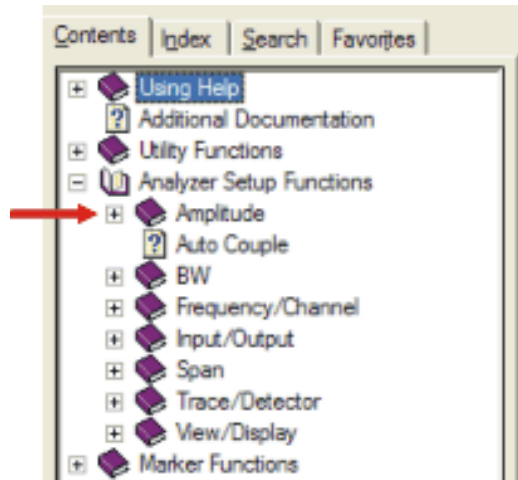 Contents Index Search Favorites
Using Help
Additional Documentation
Utility Functions
Analyzer Setup Functions
Amplitude
Auto Couple
BW
Frequency/Channel
Input/Output
Span
Trace/Detector
View/Display
Marker Functions